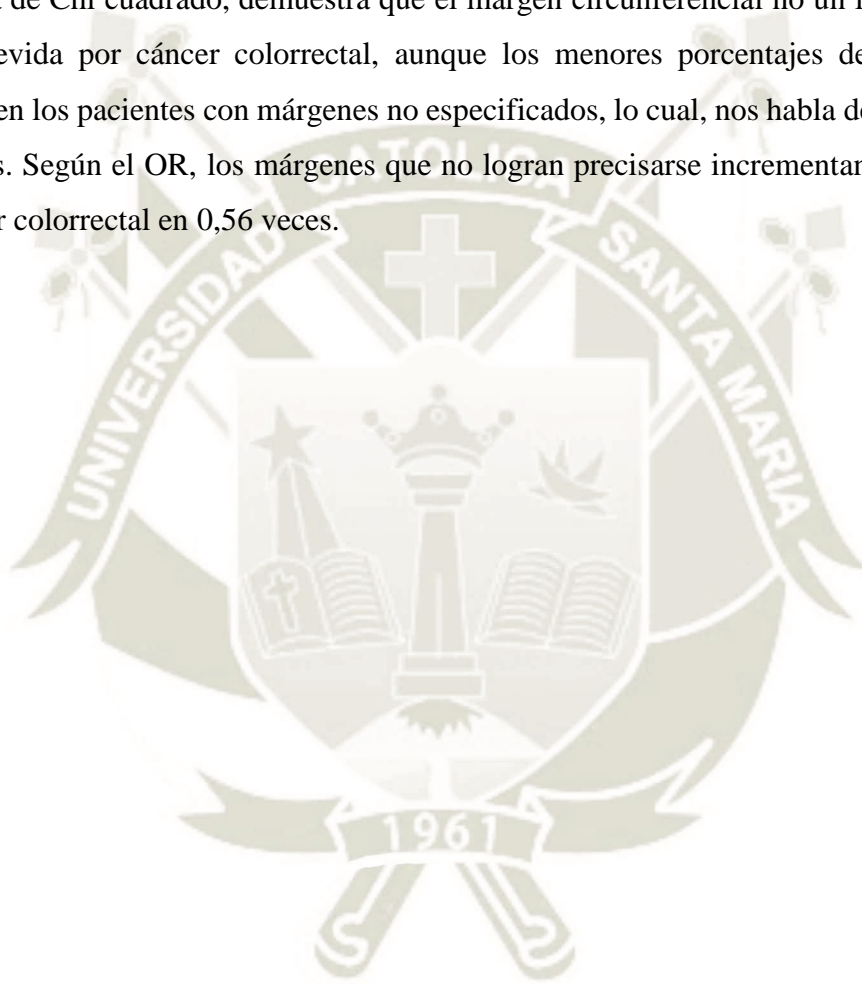 de Chi cuadrado, demuestra que el margen circunferencial no un
evida por cáncer colorrectal, aunque los menores porcentajes de
en los pacientes con márgenes no especificados, lo cual, nos habla de
s. Según el OR, los márgenes que no logran precisarse incrementan
r colorrectal en 0,56 veces.
UNIVERSIDAD CATOLICA SANTA MARIA
1961